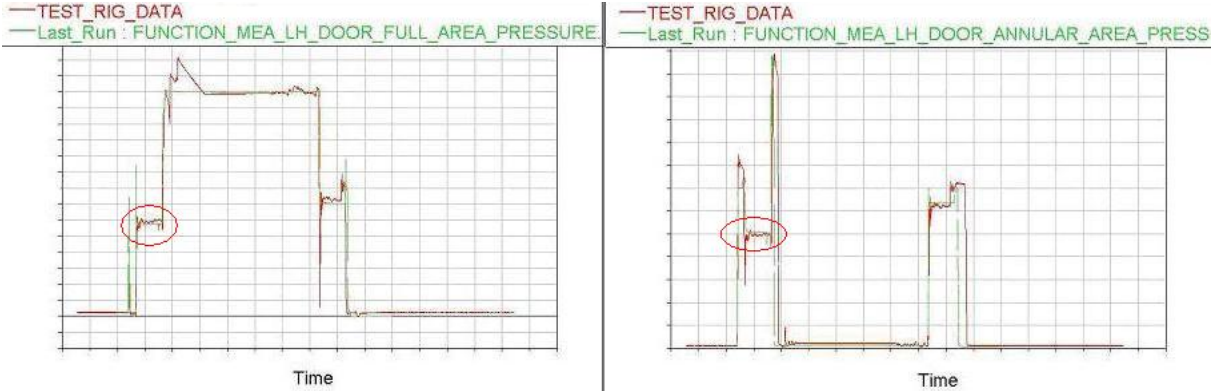 TEST_RIG_DATA
Last_Run : FUNCTION_MEA_LH_DOOR_FULL_AREA_PRESSURE.
Time
TEST_RIG_DATA
Last_Run : FUNCTION_MEA_LH_DOOR_ANNULAR_AREA_PRESS
Time